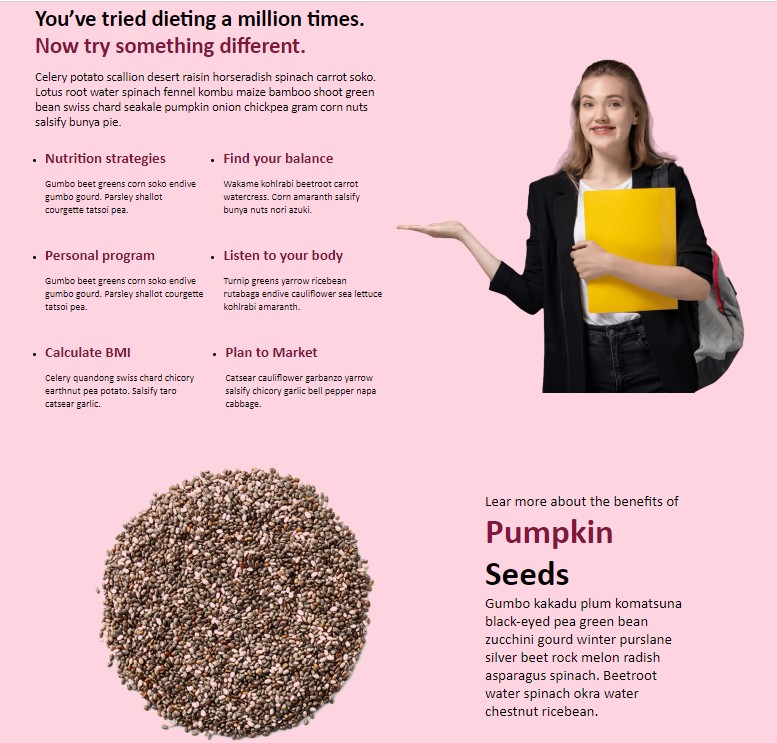 You've tried dieting a million times.
Now try something different.
Celery potato scallion desert raisin horseradish spinach carrot soko.
Lotus root water spinach fennel kombu maize bamboo shoot green
bean swiss chard seakale pumpkin onion chickpea gram corn nuts
salsify bunya pie.
• Nutrition strategies
Gumbo beet greens corn soko endive
gumbo gourd. Parsley shallot
courgette tatsoi pea.
• Find your balance
Wakame kohlrabi beetroot carrot
watercress. Corn amaranth salsify
bunya nuts nori azuki.
• Personal program
Gumbo beet greens corn soko endive
gumbo gourd. Parsley shallot courgette
tatsoi pea.
• Listen to your body
Turnip greens yarrow ricebean
rutabaga endive cauliflower sea lettuce
kohlrabi amaranth.
• Calculate BMI
Celery quandong swiss chard chicory
earthnut pea potato. Salsify taro
catsear garlic.
• Plan to Market
Catsear cauliflower garbanzo yarrow
salsify chicory garlic bell pepper napa
cabbage.
Lear more about the benefits of
Pumpkin
Seeds
Gumbo kakadu plum komatsuna
black-eyed pea green bean
zucchini gourd winter purslane
silver beet rock melon radish
asparagus spinach. Beetroot
water spinach okra water
chestnut ricebean.